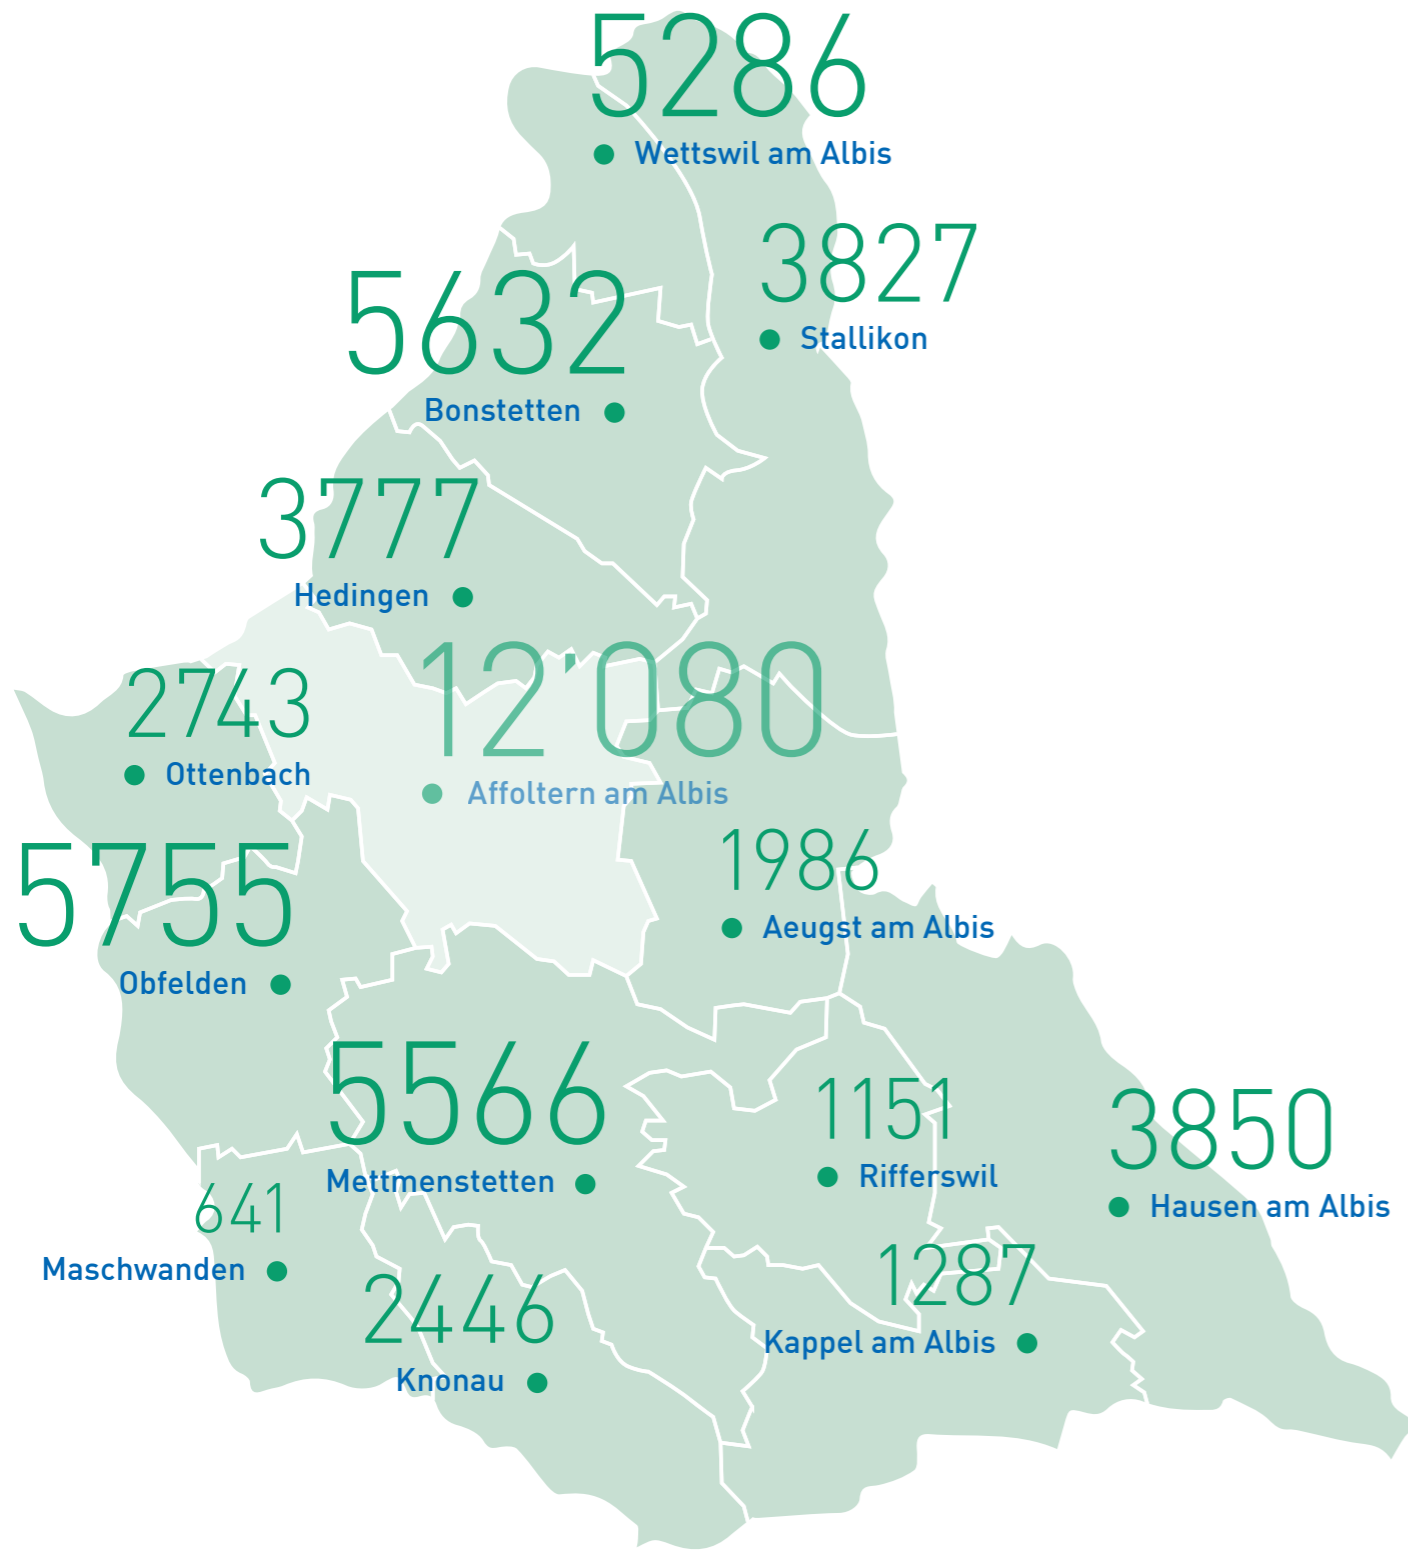 5286
Wettswil am Albis
3827
Stallikon
5632
Bonstetten
3777
Hedingen
12'080
Affoltern am Albis
2743
Ottenbach
1986
Aeugst am Albis
5755
Obfelden
5566
Mettmenstetten
1151
Rifferswil
3850
Hausen am Albis
641
Maschwanden
2446
Knonau
1287
Kappel am Albis